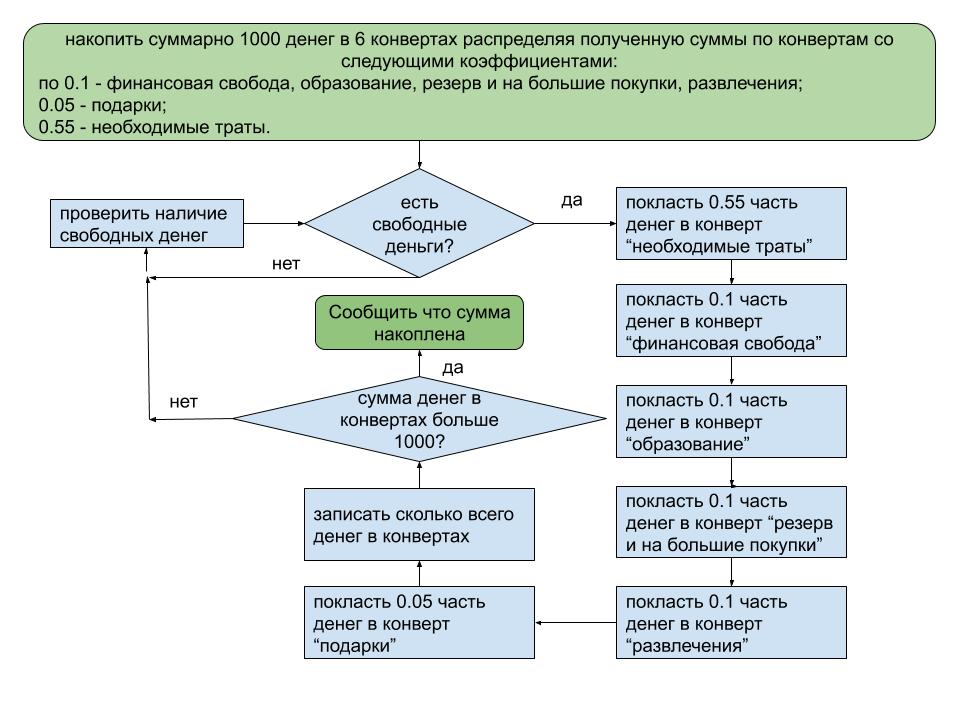 накопить суммарно 1000 денег в 6 конвертах распределяя полученную суммы по конвертам со
следующими коэффициентами:
по 0.1 - финансовая свобода, образование, резерв и на большие покупки, развлечения;
0.05 - подарки;
0.55 - необходимые траты.
проверить наличие
свободных денег
есть
свободные
деньги?
да
нет
покласть 0.55 часть
денег в конверт
“необходимые траты”
покласть 0.1 часть
денег в конверт
“финансовая свобода”
покласть 0.1 часть
денег в конверт
“образование”
покласть 0.1 часть
денег в конверт “резерв
и на большие покупки”
покласть 0.1 часть
денег в конверт
“развлечения”
покласть 0.05 часть
денег в конверт
“подарки”
записать сколько всего
денег в конвертах
сумма денег в
конвертах больше
1000?
нет
да
Сообщить что сумма
накоплена